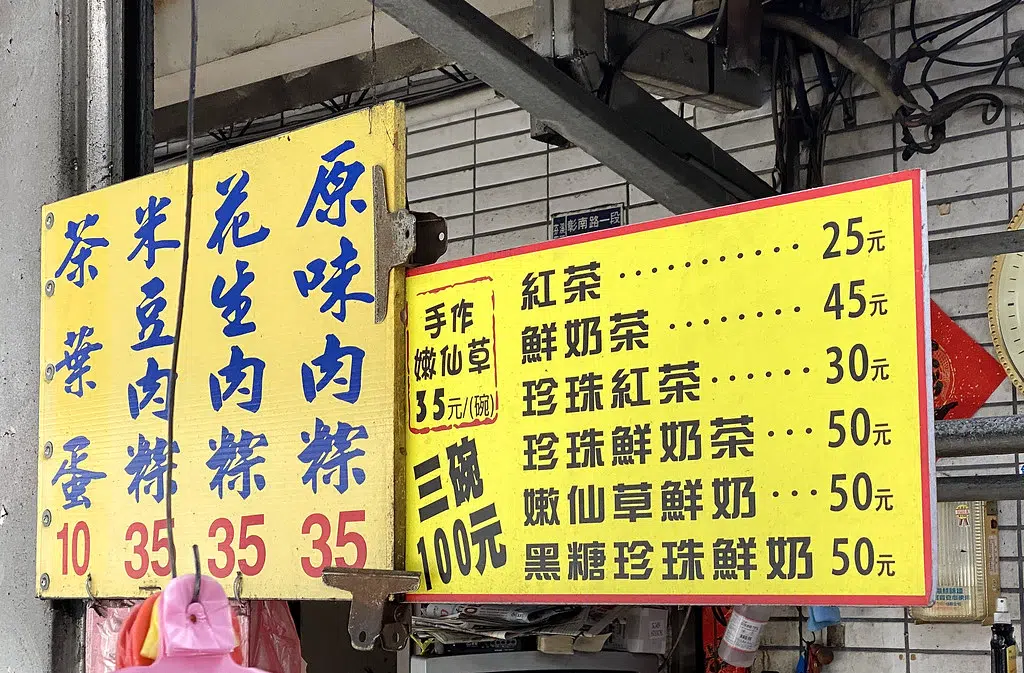 原味肉粽 35
花生肉粽 35
米豆肉粽 35
茶葉蛋 10
彰南路一段
手作
嫩仙草
35元/(碗)
三碗
100元
紅茶 ‧‧‧‧‧‧‧‧‧‧ 25元
鮮奶茶 ‧‧‧‧‧‧‧‧ 45元
珍珠紅茶 ‧‧‧‧‧‧ 30元
珍珠鮮奶茶 ‧‧‧ 50元
嫩仙草鮮奶 ‧‧‧ 50元
黑糖珍珠鮮奶 50元